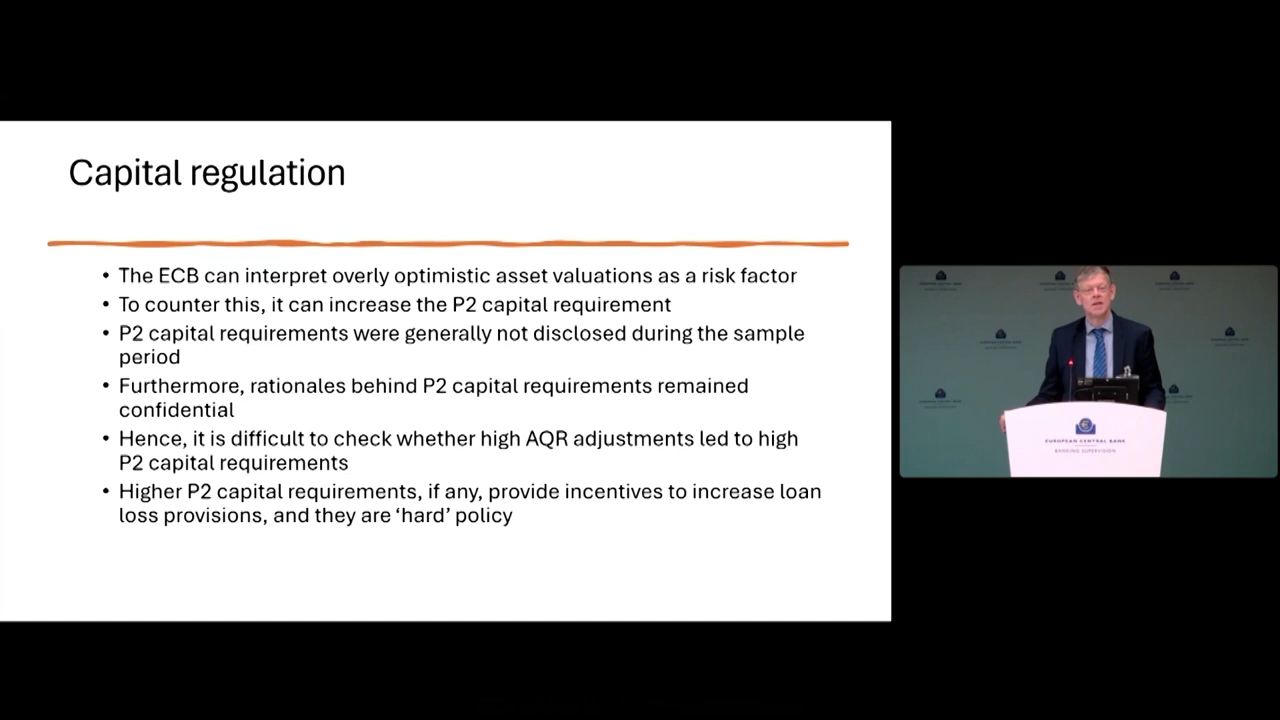 Capital regulation
• The ECB can interpret overly optimistic asset valuations as a risk factor
• To counter this, it can increase the P2 capital requirement
• P2 capital requirements were generally not disclosed during the sample
period
• Furthermore, rationales behind P2 capital requirements remained
confidential
• Hence, it is difficult to check whether high AQR adjustments led to high
P2 capital requirements
• Higher P2 capital requirements, if any, provide incentives to increase loan
loss provisions, and they are ‘hard’ policy
EUROPEAN CENTRAL BANK
BANKING SUPERVISION